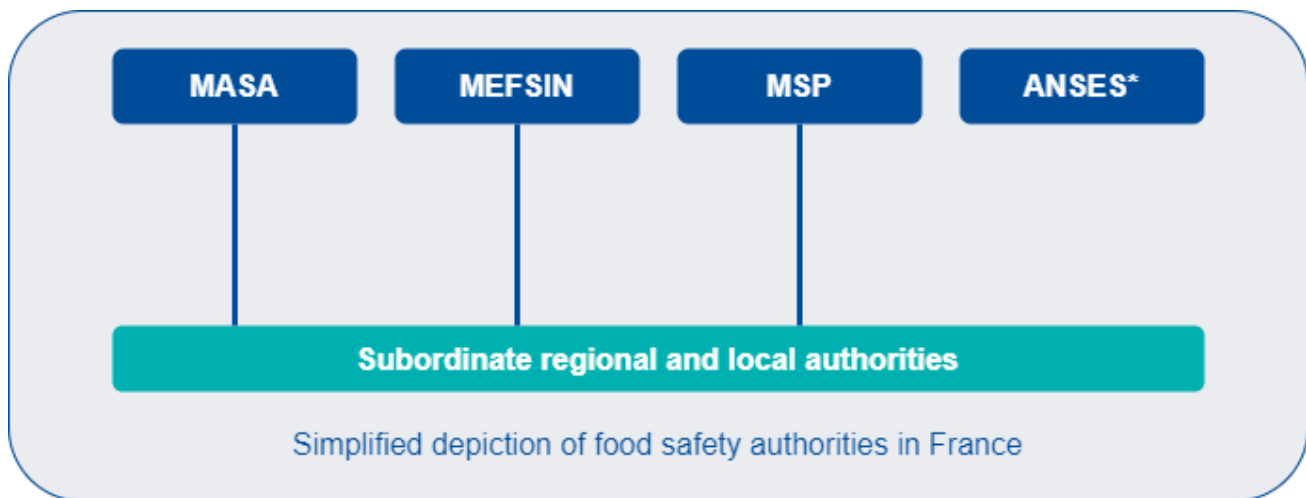 MASA
MEFSIN
MSP
ANSES*
Subordinate regional and local authorities
Simplified depiction of food safety authorities in France